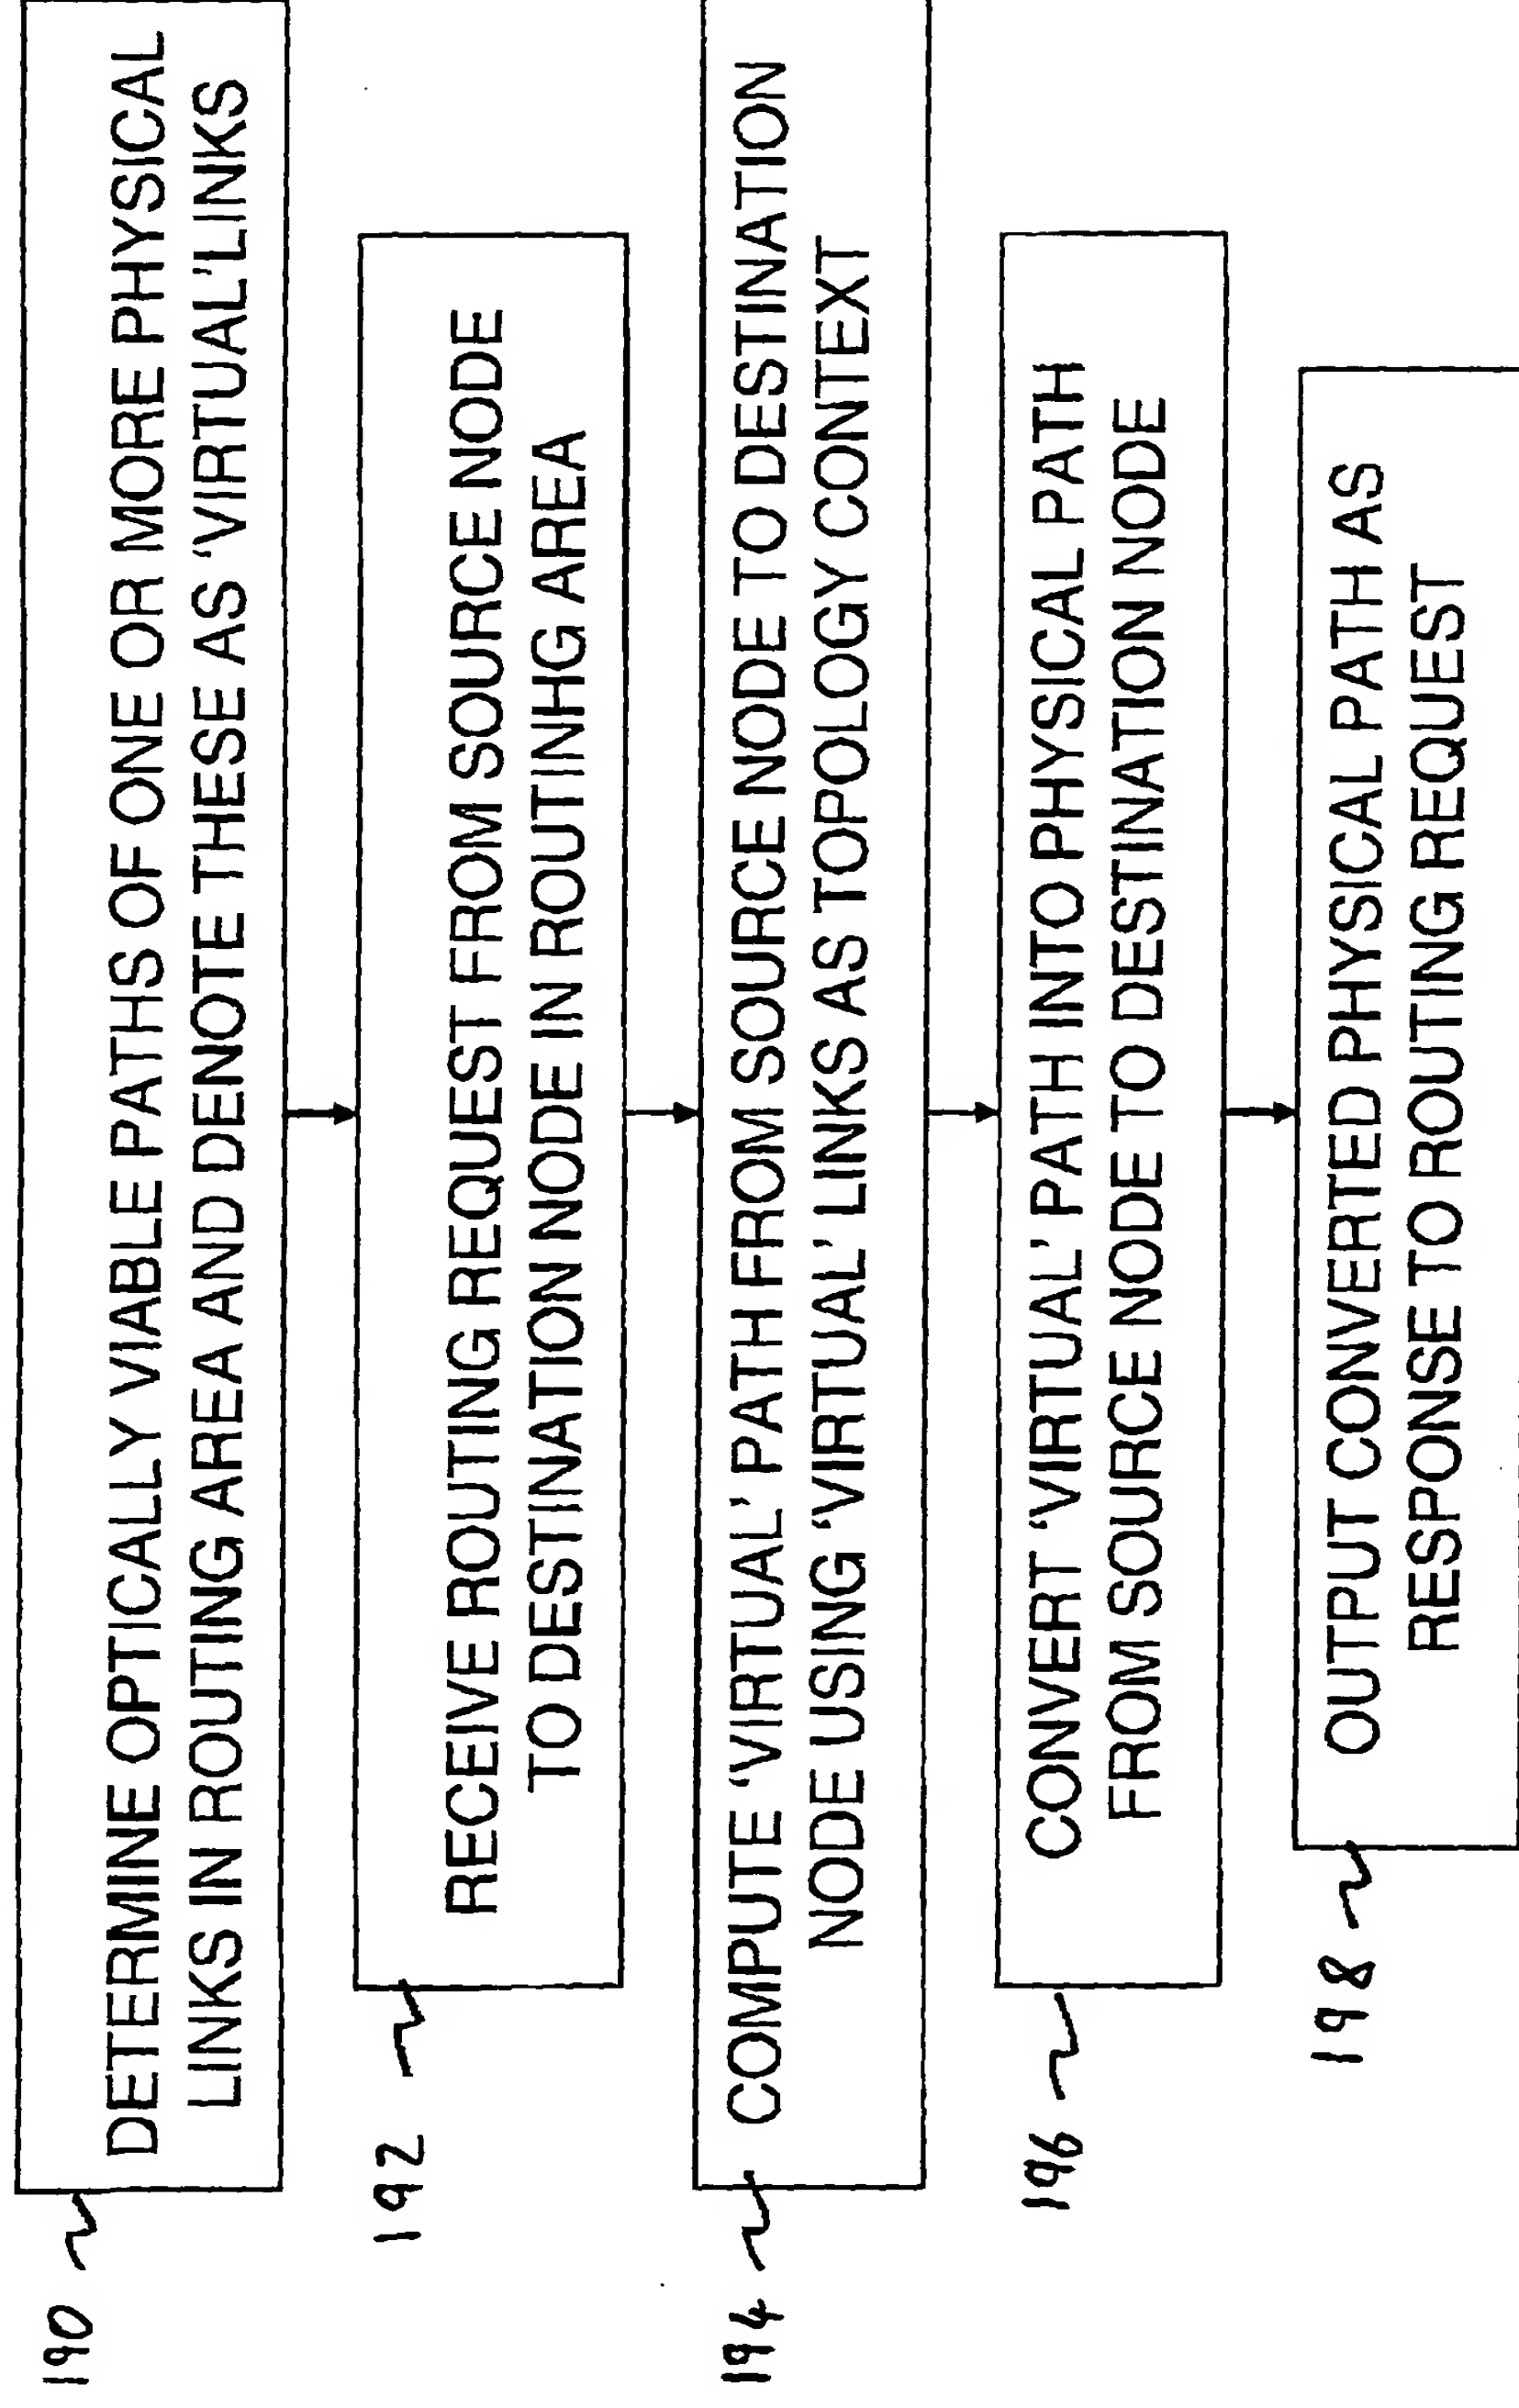 190
DETERMINE OPTICALLY VIABLE PATHS OF ONE OR MORE PHYSICAL
LINKS IN ROUTING AREA AND DENOTE THESE AS 'VIRTUAL'LINKS
192
RECEIVE ROUTING REQUEST FROM SOURCE NODE
TO DESTINATION NODE IN ROUTINHG AREA
194
COMPUTE 'VIRTUAL' PATH FROM SOURCE NODE TO DESTINATION
NODE USING 'VIRTUAL' LINKS AS TOPOLOGY CONTEXT
196
CONVERT 'VIRTUAL' PATH INTO PHYSICAL PATH
FROM SOURCE NODE TO DESTINATION NODE
198
OUTPUT CONVERTED PHYSICAL PATH AS
RESPONSE TO ROUTING REQUEST